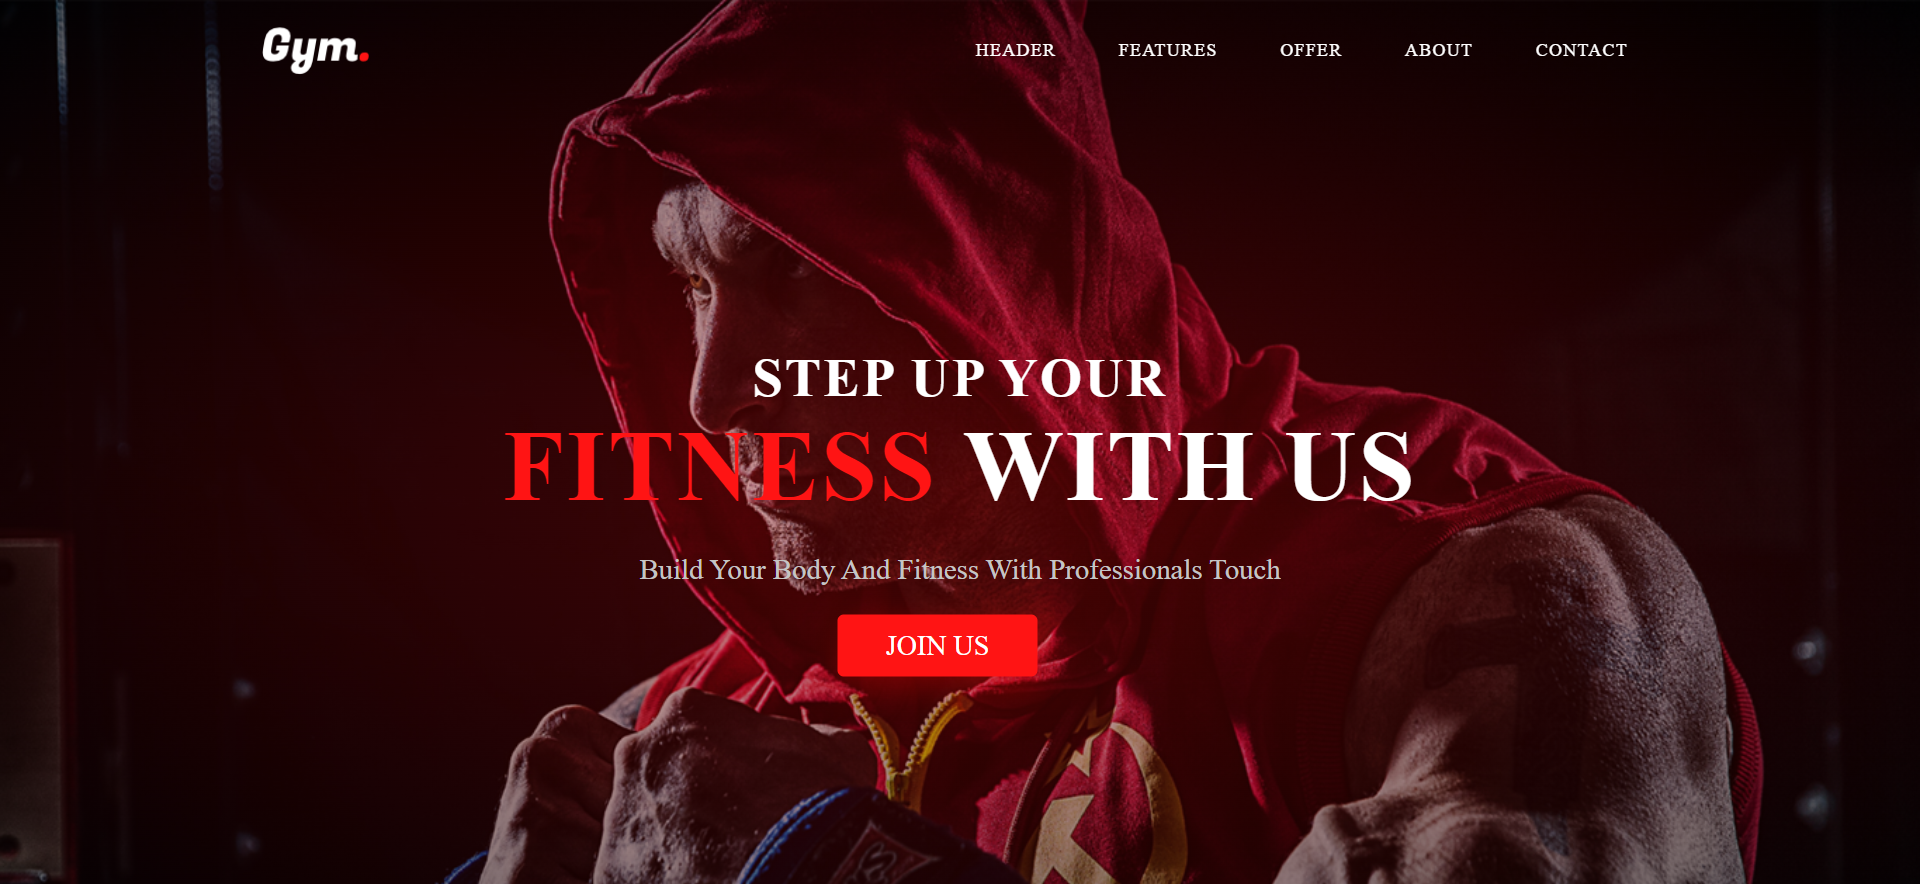 Gym.
HEADER FEATURES OFFER ABOUT CONTACT
STEP UP YOUR
FITNESS WITH US
Build Your Body And Fitness With Professionals Touch
JOIN US